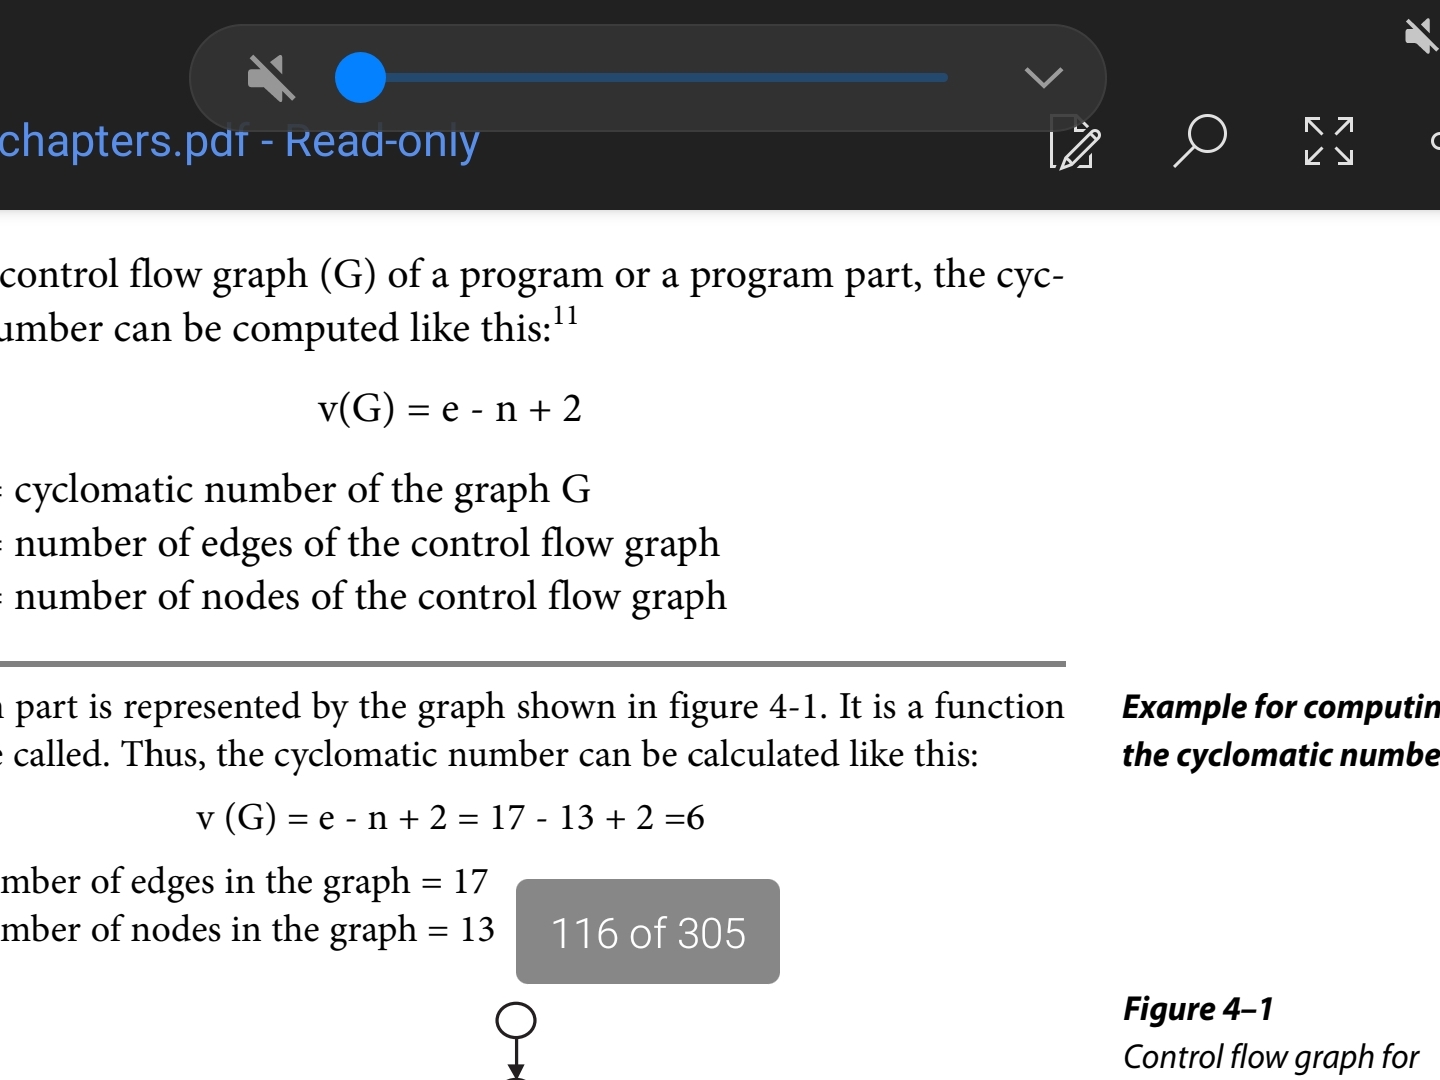 chapters.pdf - Read-only
control flow graph (G) of a program or a program part, the cyc-
umber can be computed like this:11
v(G) = e - n + 2
= cyclomatic number of the graph G
= number of edges of the control flow graph
= number of nodes of the control flow graph
part is represented by the graph shown in figure 4-1. It is a function
called. Thus, the cyclomatic number can be calculated like this:
v (G) = e - n + 2 = 17 - 13 + 2 =6
mber of edges in the graph = 17
mber of nodes in the graph = 13
116 of 305
Example for computin
the cyclomatic numbe
Figure 4–1
Control flow graph for